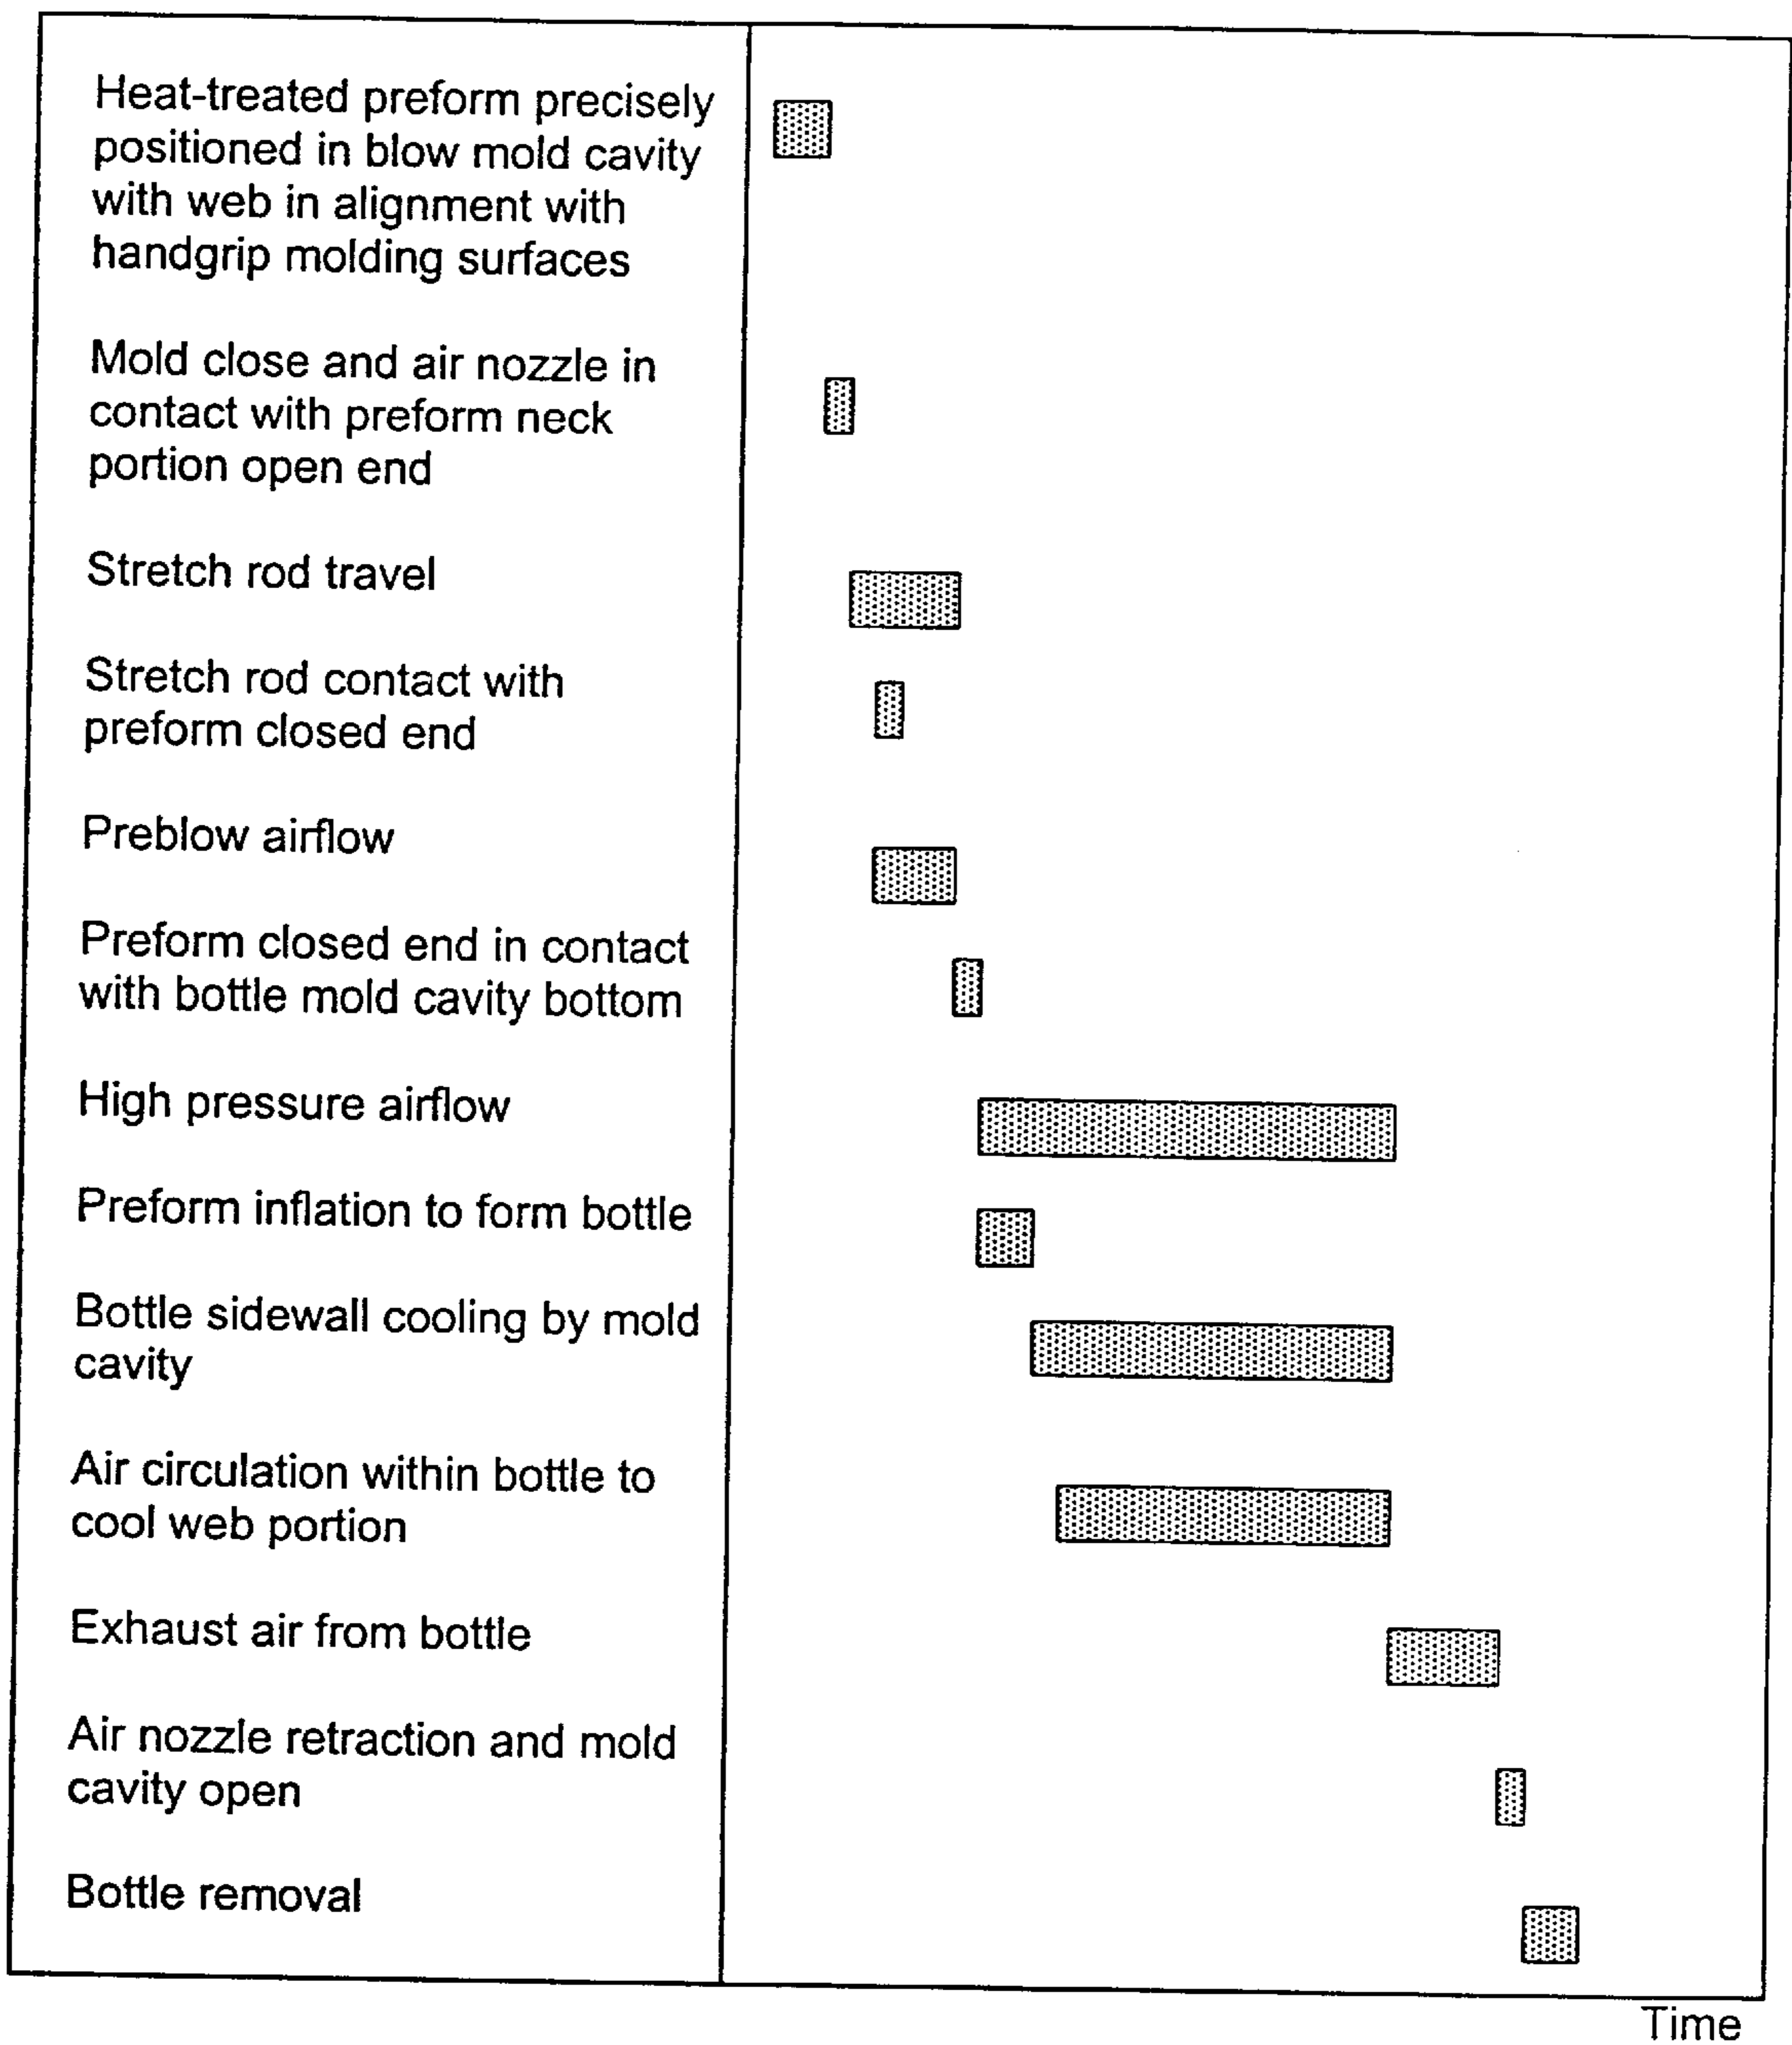 Heat-treated preform precisely
positioned in blow mold cavity
with web in alignment with
handgrip molding surfaces
Mold close and air nozzle in
contact with preform neck
portion open end
Stretch rod travel
Stretch rod contact with
preform closed end
Preblow airflow
Preform closed end in contact
with bottle mold cavity bottom
High pressure airflow
Preform inflation to form bottle
Bottle sidewall cooling by mold
cavity
Air circulation within bottle to
cool web portion
Exhaust air from bottle
Air nozzle retraction and mold
cavity open
Bottle removal
Time